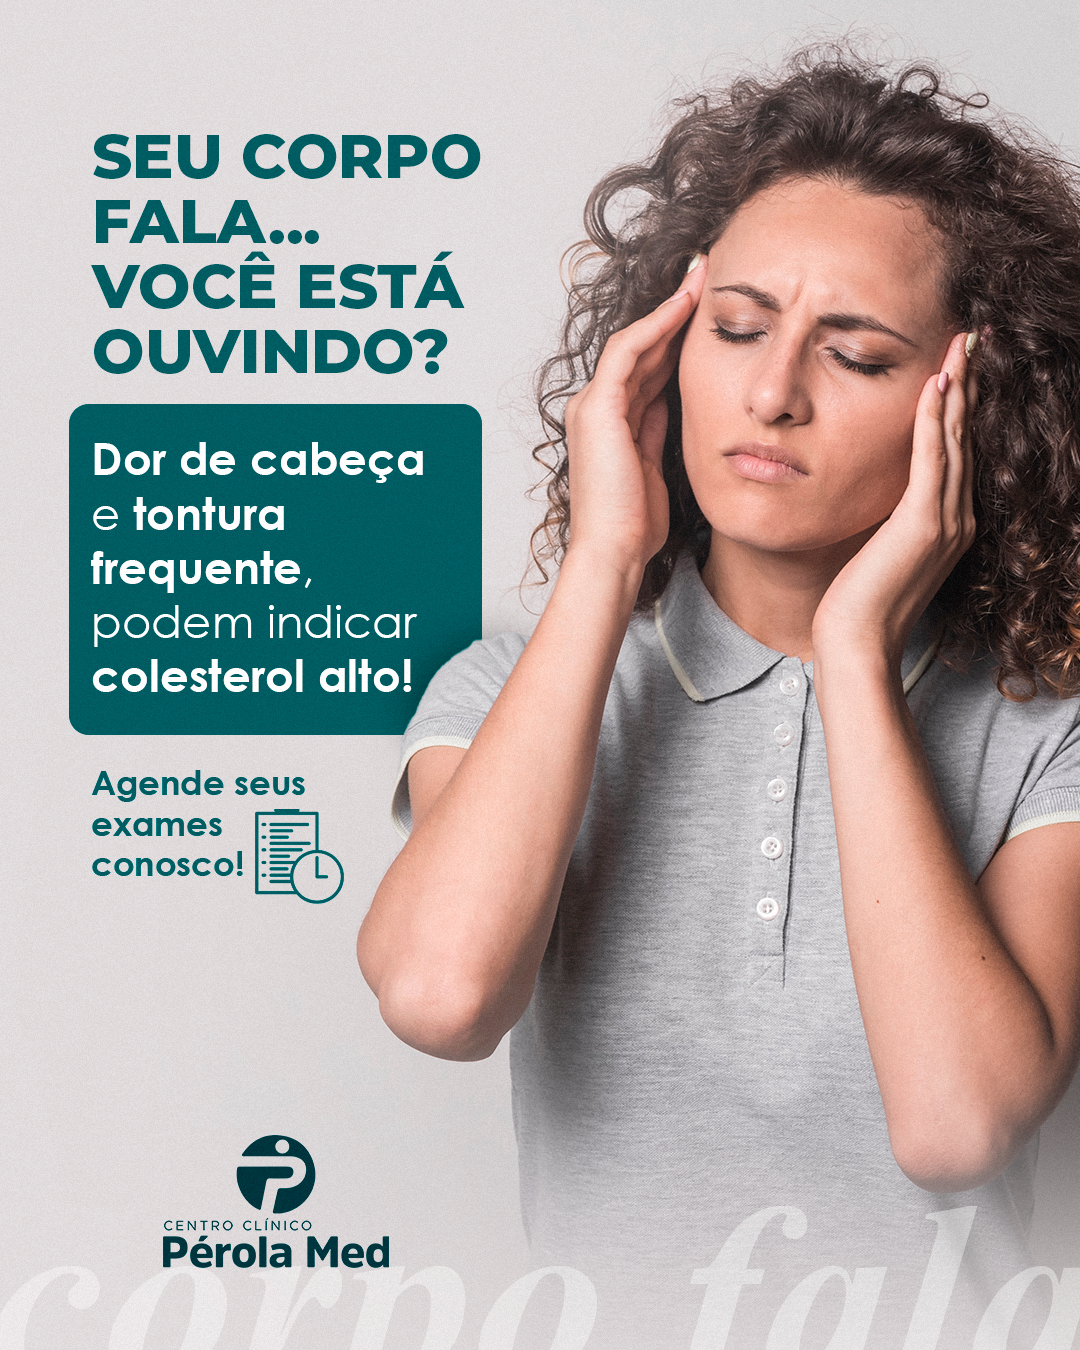 SEU CORPO
FALA...
VOCÊ ESTÁ
OUVINDO?
Dor de cabeça
e tontura
frequente,
podem indicar
colesterol alto!
Agende seus
exames
conosco!
CENTRO CLÍNICO
Pérola Med
corpo fala